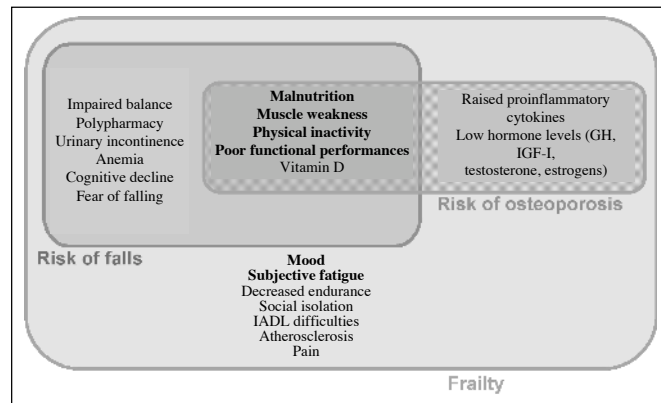 Impaired balance
Polypharmacy
Urinary incontinence
Anemia
Cognitive decline
Fear of falling
Malnutrition
Muscle weakness
Physical inactivity
Poor functional performances
Vitamin D
Raised proinflammatory
cytokines
Low hormone levels (GH,
IGF-I,
testosterone, estrogens)
Risk of osteoporosis
Risk of falls
Mood
Subjective fatigue
Decreased endurance
Social isolation
IADL difficulties
Atherosclerosis
Pain
Frailty